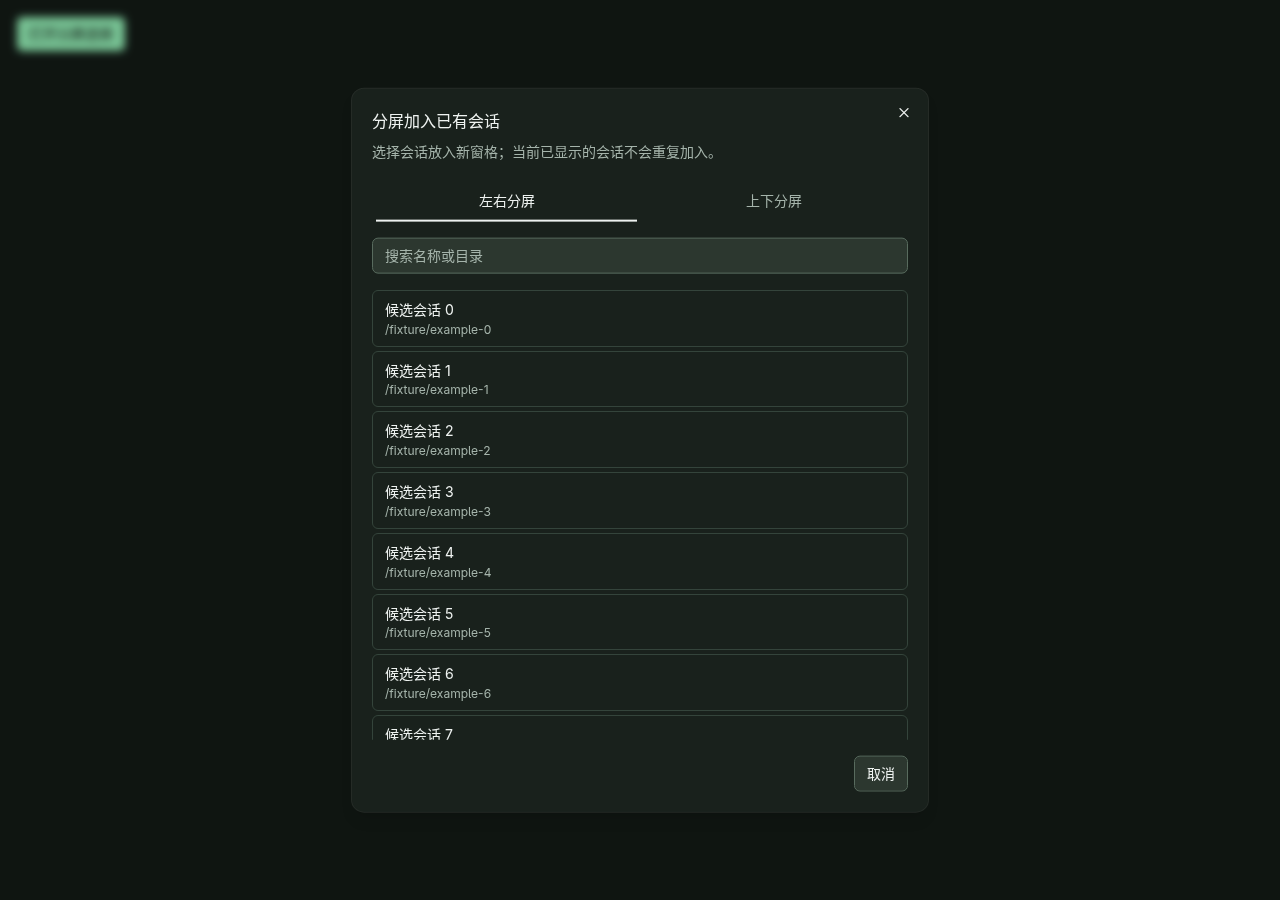 分屏加入已有会话
选择会话放入新窗格；当前已显示的会话不会重复加入。
左右分屏
上下分屏
搜索名称或目录
候选会话 0
/fixture/example-0
候选会话 1
/fixture/example-1
候选会话 2
/fixture/example-2
候选会话 3
/fixture/example-3
候选会话 4
/fixture/example-4
候选会话 5
/fixture/example-5
候选会话 6
/fixture/example-6
候选会话 7
取消